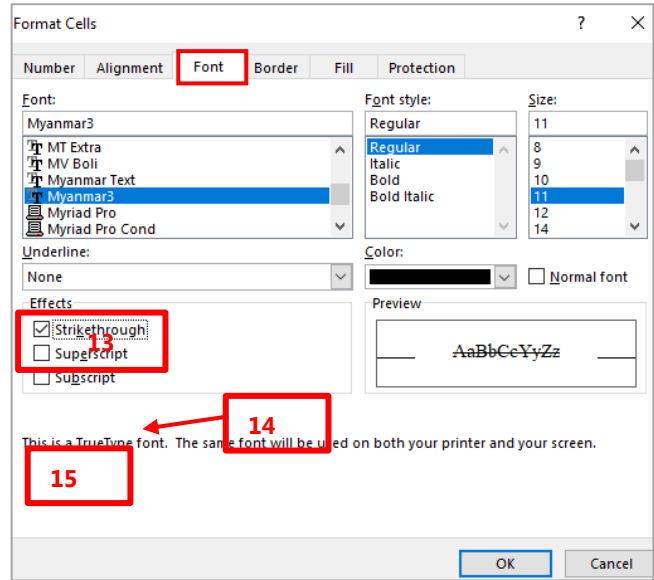 Format Cells ? ×
Number Alignment Font Border Fill Protection
Font: Font style: Size:
Myanmar3 Regular 11
MT Extra Regular 8
MV Boli Italic 9
Myanmar Text Bold 10
Myanmar3 Bold Italic 11
Myriad Pro 12
Myriad Pro Cond 14
Underline: Color:
None Normal font
Effects Preview
Strikethrough
13
Superscript AaBbCcYyZz
Subscript
14
This is a TrueType font. The same font will be used on both your printer and your screen.
15
OK Cancel